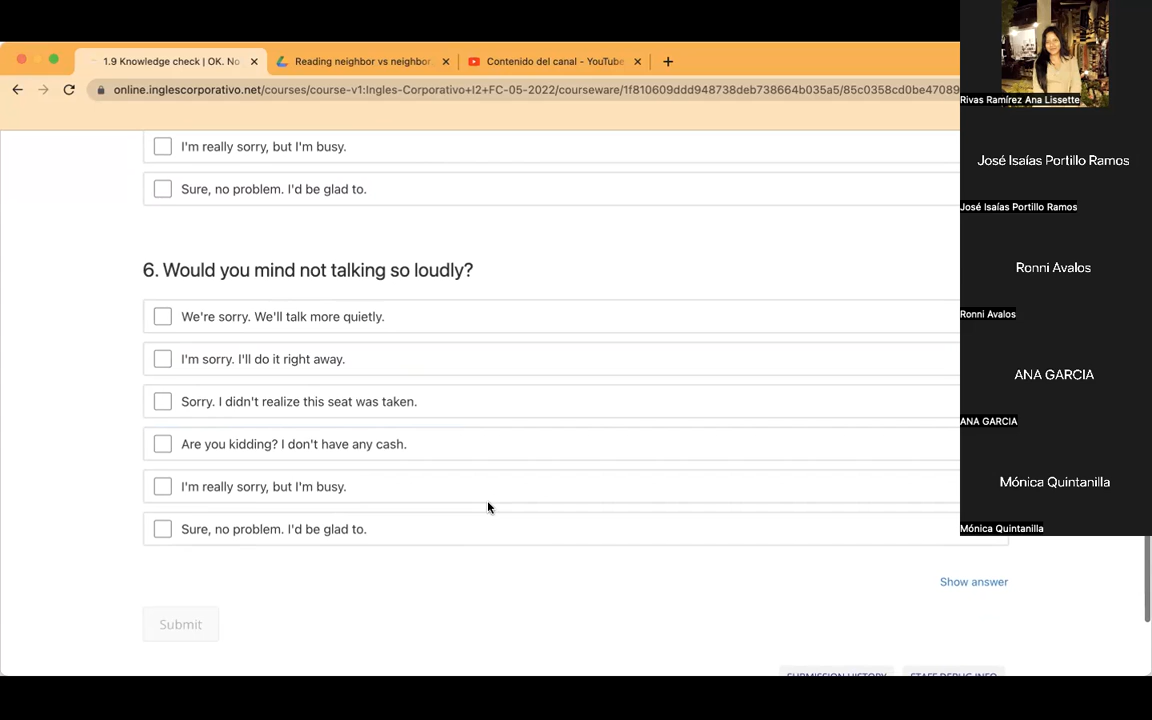 1.9 Knowledge check | OK. No
Reading neighbor vs neighbor
Contenido del canal - YouTube
online.inglescorporativo.net/courses/course-v1:Ingles-Corporativo+I2+FC-05-2022/courseware/1f810609ddd948738deb738664b035a5/85c0358cd0be47089
I'm really sorry, but I'm busy.
Sure, no problem. I'd be glad to.
6. Would you mind not talking so loudly?
We're sorry. We'll talk more quietly.
I'm sorry. I'll do it right away.
Sorry. I didn't realize this seat was taken.
Are you kidding? I don't have any cash.
I'm really sorry, but I'm busy.
Sure, no problem. I'd be glad to.
Show answer
Submit
SUBMISSION HISTORY
STAFF DEBUG INFO
Rivas Ramírez Ana Lissette
José Isaías Portillo Ramos
José Isaías Portillo Ramos
Ronni Avalos
Ronni Avalos
ANA GARCIA
ANA GARCIA
Mónica Quintanilla
Mónica Quintanilla